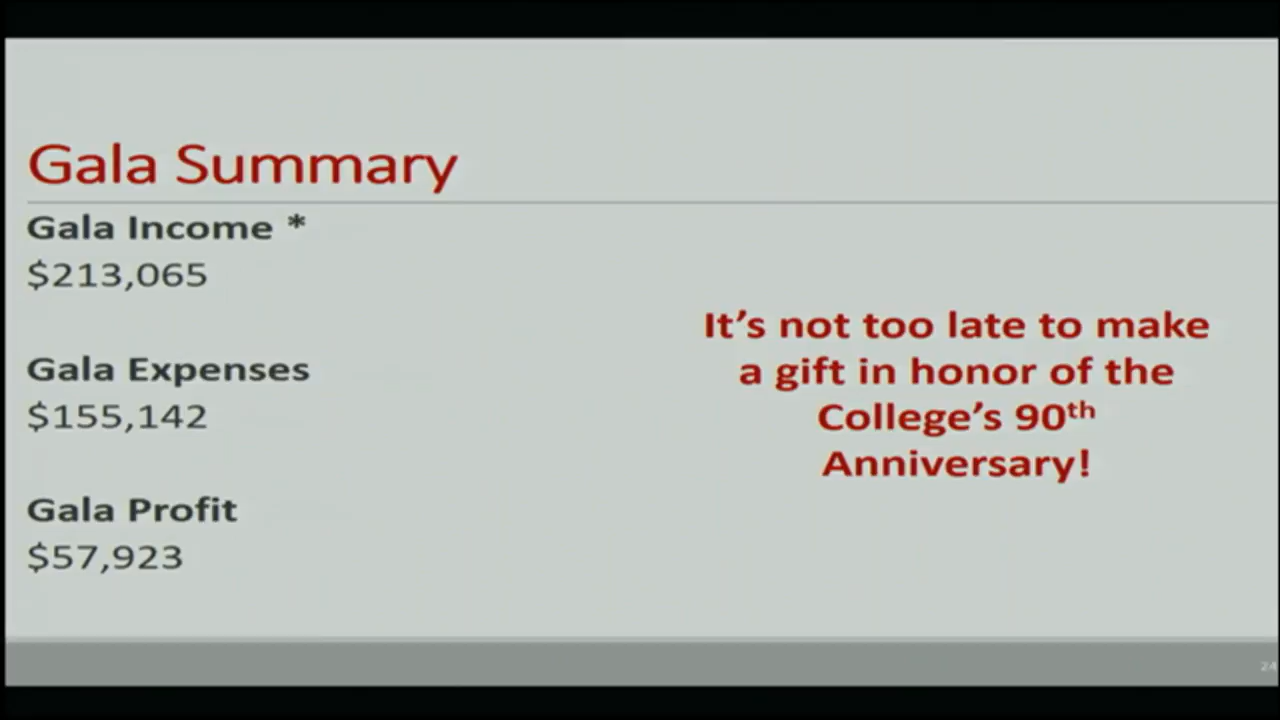 Gala Summary
Gala Income *
$213,065
Gala Expenses
$155,142
Gala Profit
$57,923
It's not too late to make
a gift in honor of the
College's 90th
Anniversary!
24